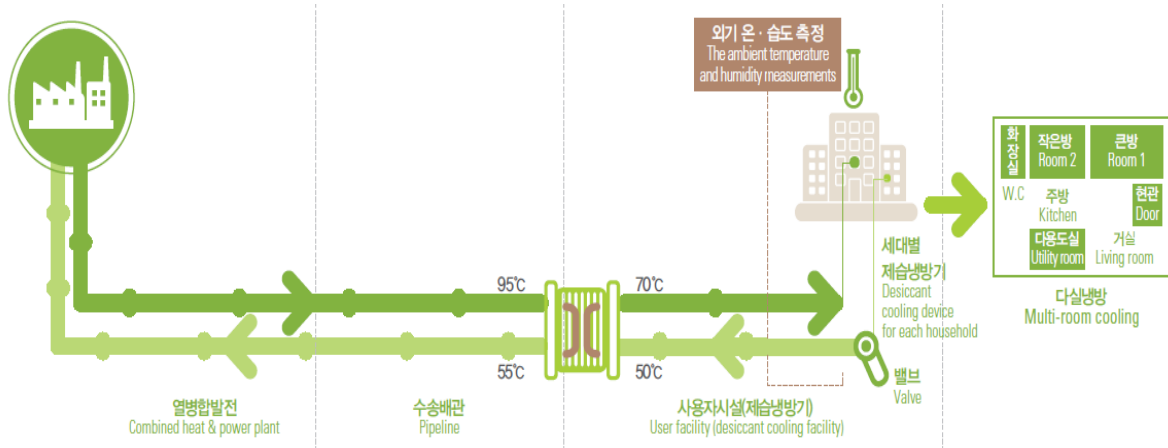 외기 온 · 습도 측정
The ambient temperature
and humidity measurements
95℃
70℃
55℃
50℃
세대별
제습냉방기
Desiccant
cooling device
for each household
밸브
Valve
화장실
W.C
작은방
Room 2
큰방
Room 1
주방
Kitchen
현관
Door
다용도실
Utility room
거실
Living room
다실냉방
Multi-room cooling
열병합발전
Combined heat & power plant
수송배관
Pipeline
사용자시설(제습냉방기)
User facility (desiccant cooling facility)